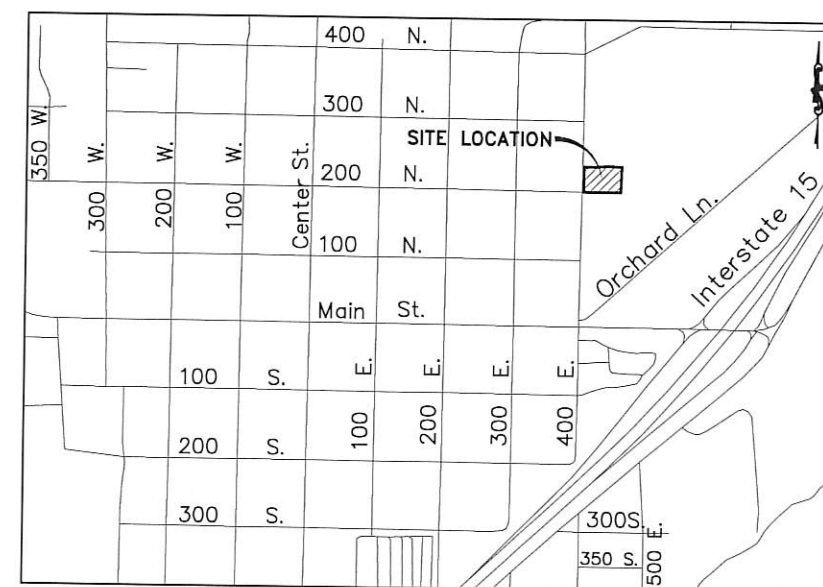 400 N.
300 N.
SITE LOCATION
350 W.
300 W.
200 W.
100 W.
Center St.
200 N.
100 N.
Orchard Ln.
Interstate 15
Main St.
100 S.
100 E.
200 E.
300 E.
400 E.
200 S.
300 S.
300S.
350 S.
500 E.